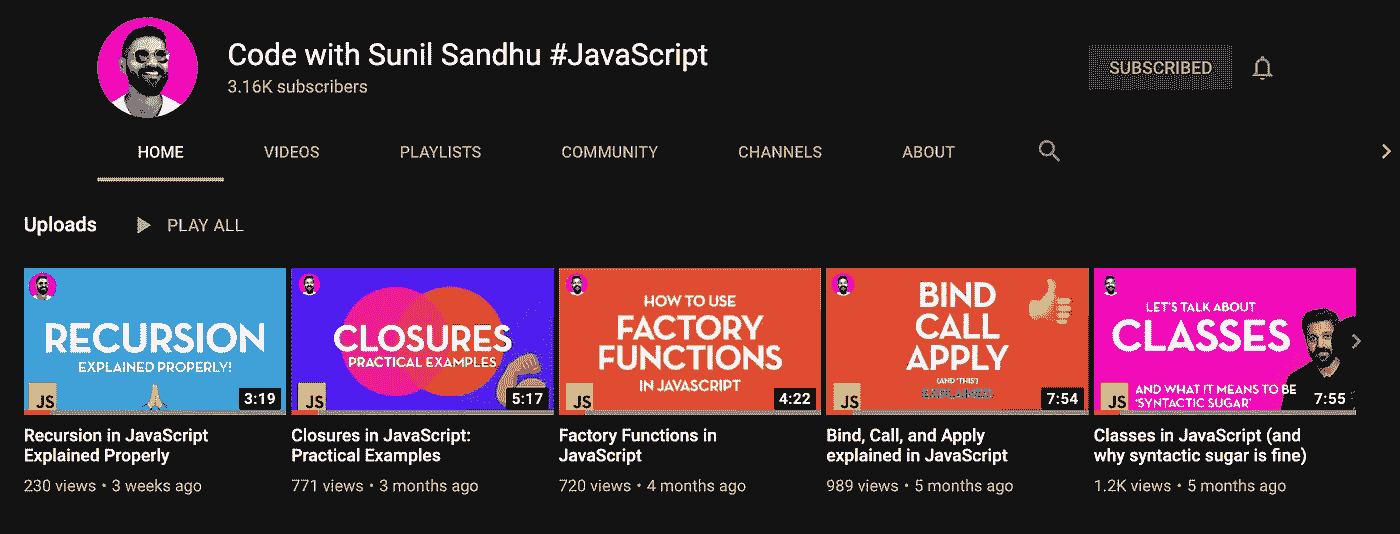 Code with Sunil Sandhu #JavaScript
3.16K subscribers
SUBSCRIBED
HOME VIDEOS PLAYLISTS COMMUNITY CHANNELS ABOUT
Uploads PLAY ALL
RECURSION
EXPLAINED PROPERLY!
JS
3:19
CLOSURES
PRACTICAL EXAMPLES
5:17
HOW TO USE
FACTORY
FUNCTIONS
IN JAVASCRIPT
JS
4:22
BIND
CALL
APPLY
(AND 'THIS')
EXPLAINED
JS
7:54
LET'S TALK ABOUT
CLASSES
AND WHAT IT MEANS TO BE
'SYNTACTIC SUGAR'
JS
7:55
Recursion in JavaScript
Explained Properly
230 views • 3 weeks ago
Closures in JavaScript:
Practical Examples
771 views • 3 months ago
Factory Functions in
JavaScript
720 views • 4 months ago
Bind, Call, and Apply
explained in JavaScript
989 views • 5 months ago
Classes in JavaScript (and
why syntactic sugar is fine)
1.2K views • 5 months ago